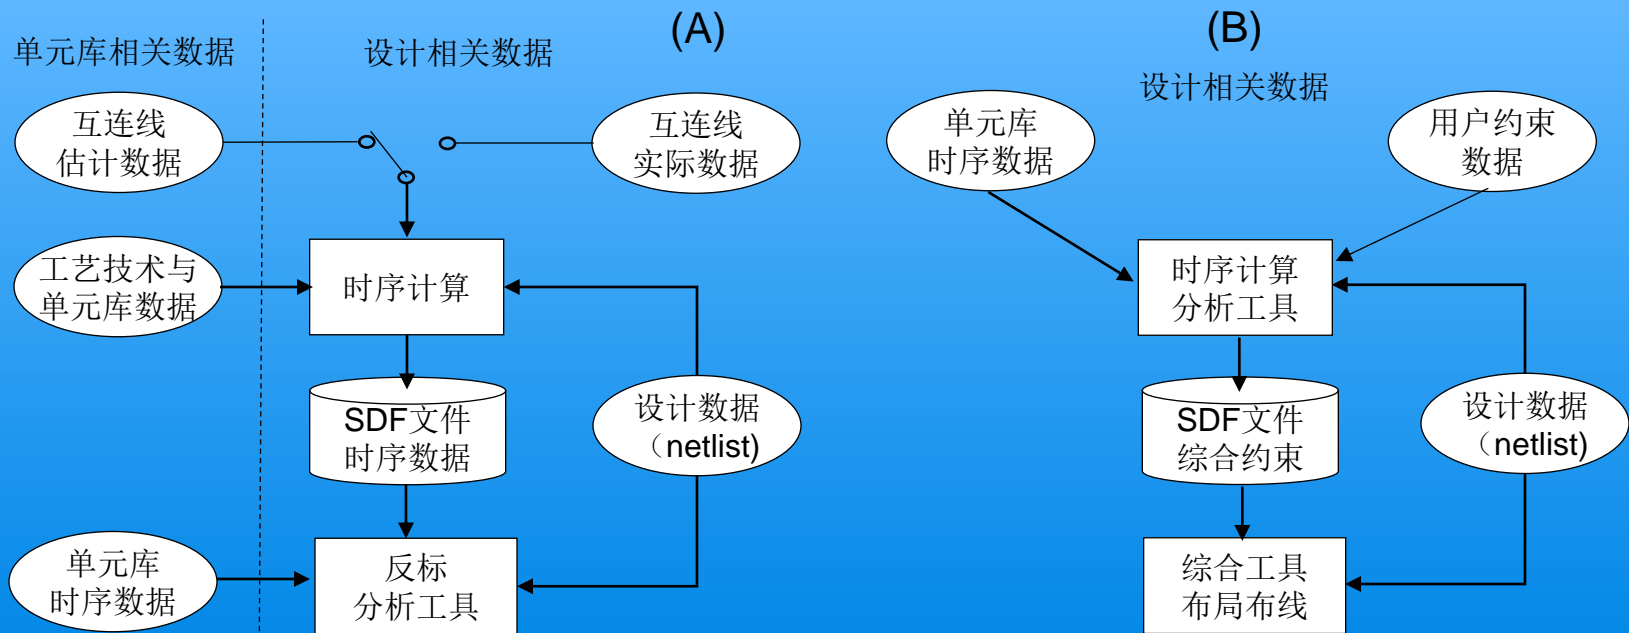 (A)
单元库相关数据
设计相关数据
互连线
估计数据
互连线
实际数据
工艺技术与
单元库数据
时序计算
SDF文件
时序数据
设计数据
（netlist)
单元库
时序数据
反标
分析工具
(B)
设计相关数据
单元库
时序数据
用户约束
数据
时序计算
分析工具
SDF文件
综合约束
设计数据
（netlist)
综合工具
布局布线